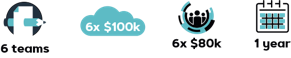 6 teams
6x $100k
6x $80k
1 year